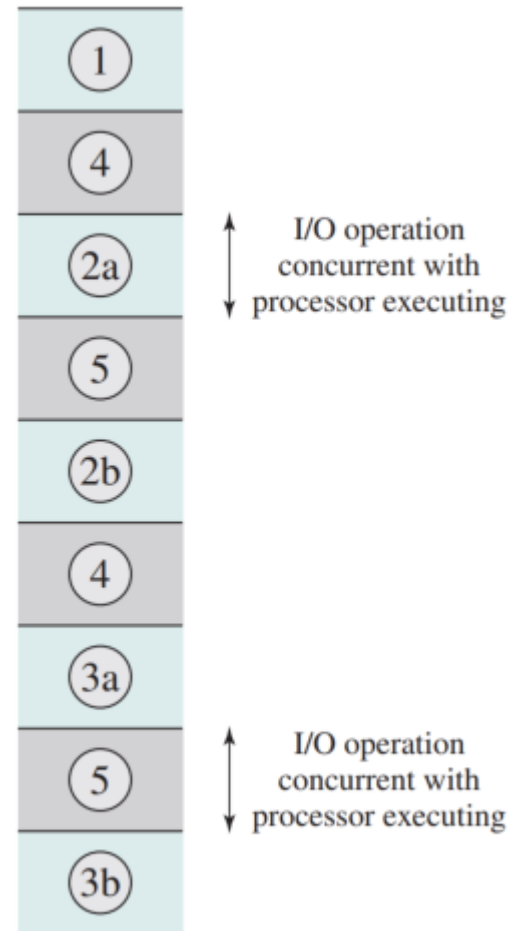 1
4
2a
I/O operation
concurrent with
processor executing
5
2b
4
3a
5
I/O operation
concurrent with
processor executing
3b